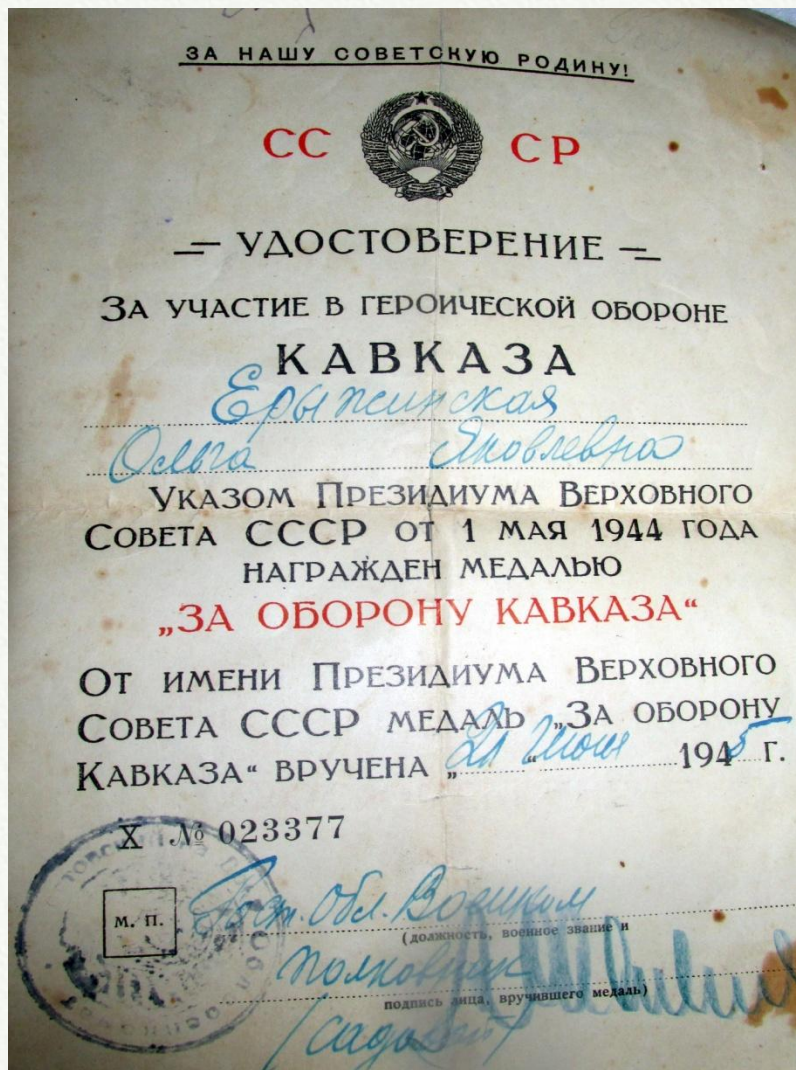 ЗА НАШУ СОВЕТСКУЮ РОДИНУ!
СС СР
УДОСТОВЕРЕНИЕ
ЗА УЧАСТИЕ В ГЕРОИЧЕСКОЙ ОБОРОНЕ
КАВКАЗА
Ерыжинская
Ольга Яковлевна
УКАЗОМ ПРЕЗИДИУМА ВЕРХОВНОГО
СОВЕТА СССР ОТ 1 МАЯ 1944 ГОДА
НАГРАЖДЕН МЕДАЛЬЮ
„ЗА ОБОРОНУ КАВКАЗА“
ОТ ИМЕНИ ПРЕЗИДИУМА ВЕРХОВНОГО
СОВЕТА СССР МЕДАЛЬ „ЗА ОБОРОНУ
КАВКАЗА“ ВРУЧЕНА „21“ 1945 Г.
X № 023377
М. П.
Рост. Обл. Военком
(должность, военное звание и
полковник
подпись лица, вручившего медаль)